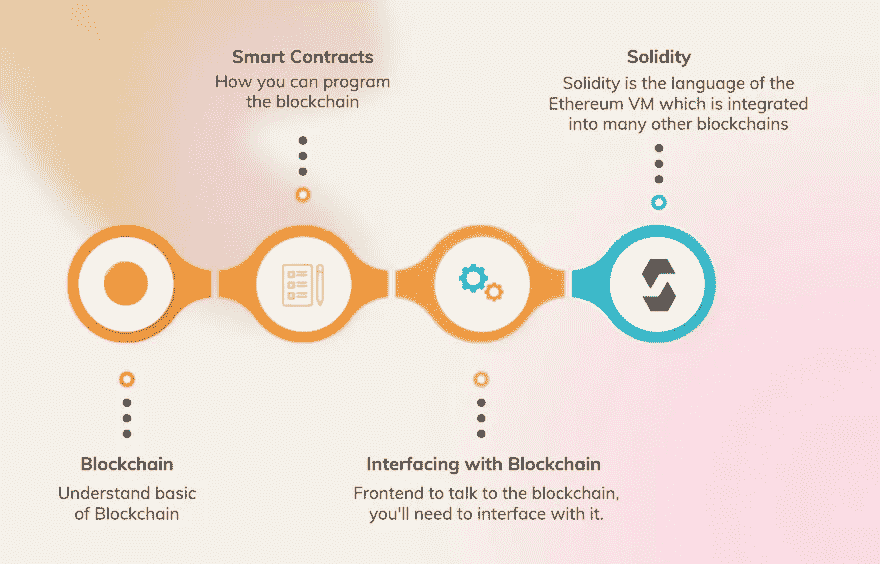 Smart Contracts
How you can program
the blockchain
Solidity
Solidity is the language of the
Ethereum VM which is integrated
into many other blockchains
Blockchain
Understand basic
of Blockchain
Interfacing with Blockchain
Frontend to talk to the blockchain,
you'll need to interface with it.